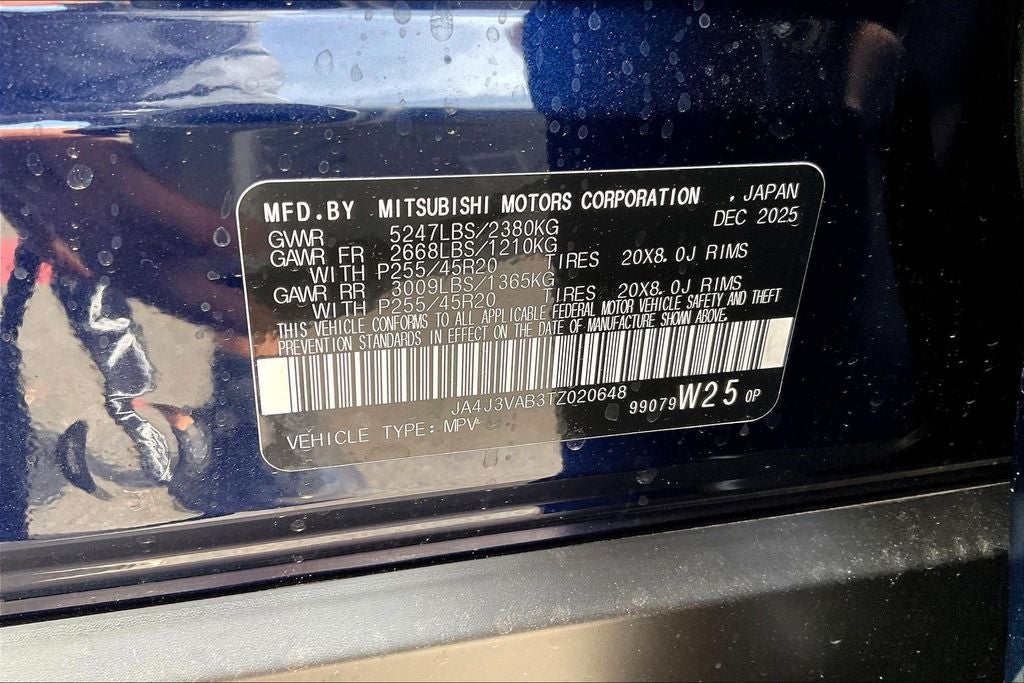 MFD.BY MITSUBISHI MOTORS CORPORATION , JAPAN
DEC 2025
GVWR 5247LBS/2380KG
GAWR FR 2668LBS/1210KG
WITH P255/45R20 TIRES 20X8.0J RIMS
GAWR RR 3009LBS/1365KG
WITH P255/45R20 TIRES 20X8.0J RIMS
THIS VEHICLE CONFORMS TO ALL APPLICABLE FEDERAL MOTOR VEHICLE SAFETY AND THEFT
PREVENTION STANDARDS IN EFFECT ON THE DATE OF MANUFACTURE SHOWN ABOVE.
JA4J3VAB3TZ020648
99079W25 OP
VEHICLE TYPE: MPV